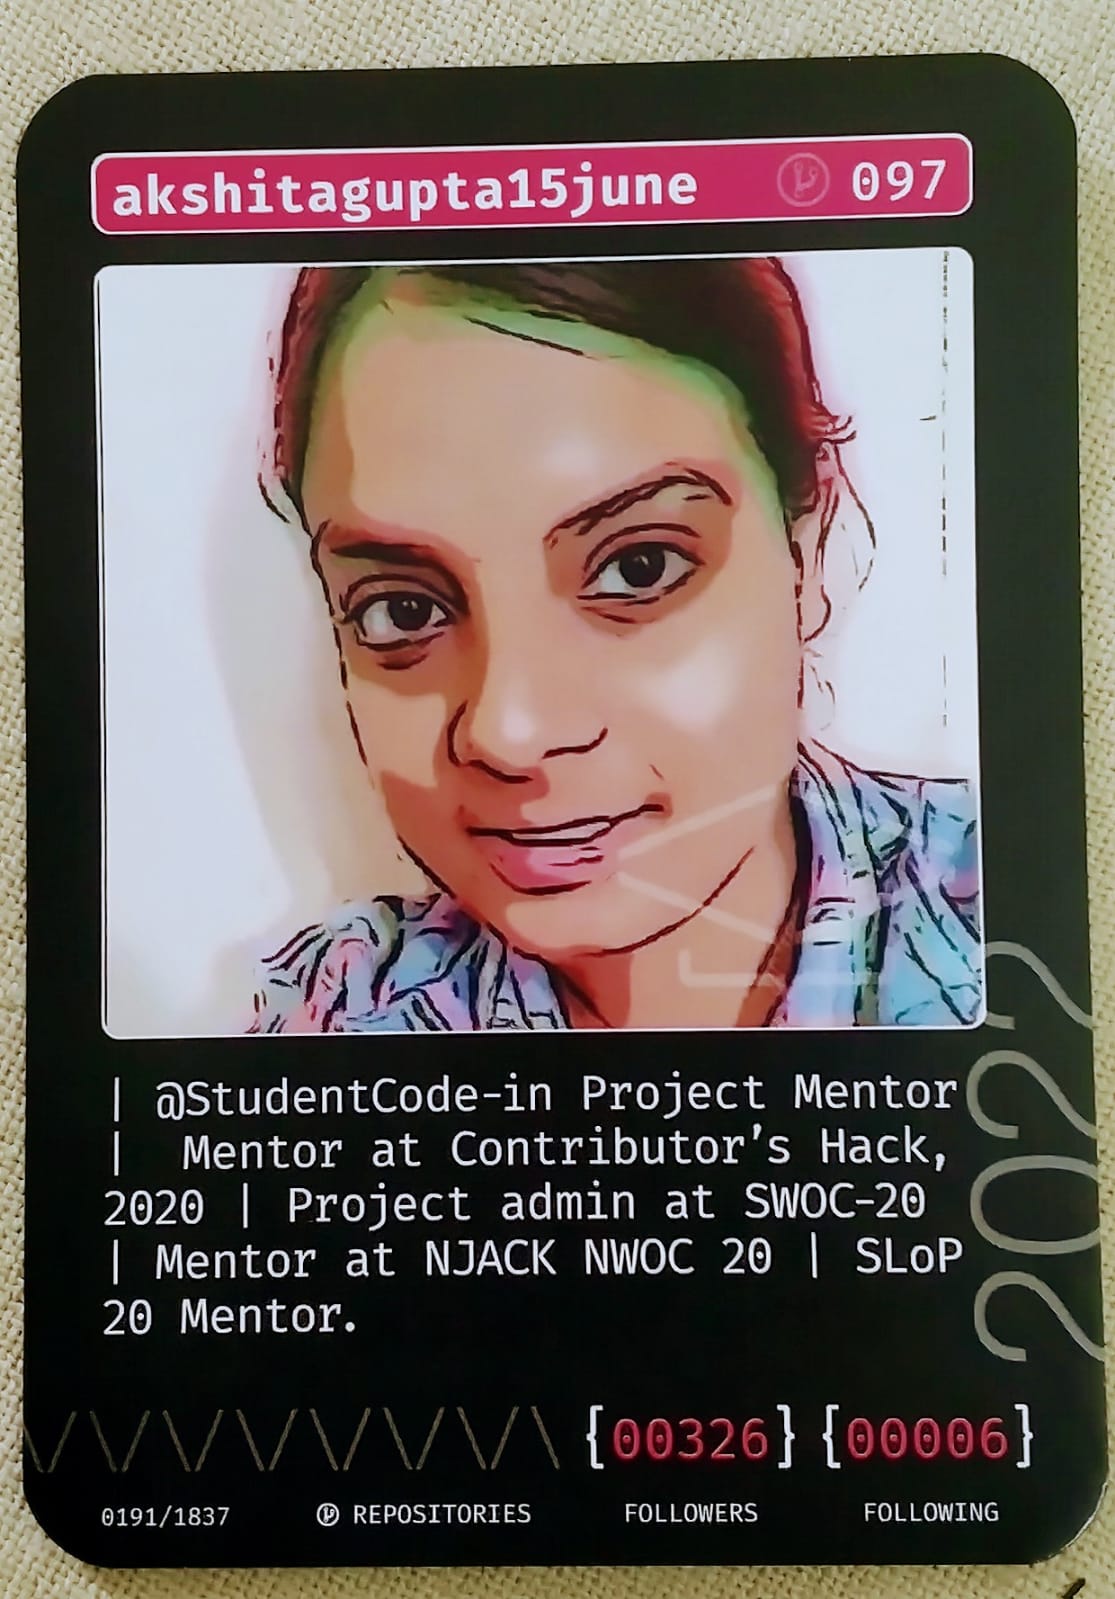 akshitagupta15june 097
| @StudentCode-in Project Mentor
| Mentor at Contributor's Hack,
2020 | Project admin at SWOC-20
| Mentor at NJACK NWOC 20 | SLoP
20 Mentor.
2022
{00326} {00006}
0191/1837 REPOSITORIES FOLLOWERS FOLLOWING